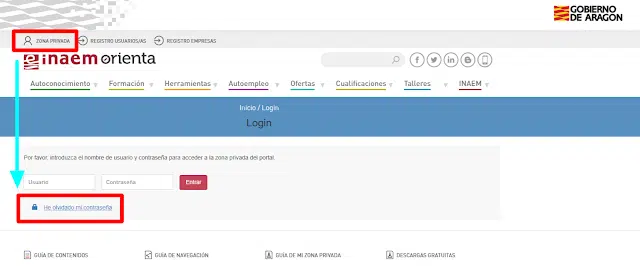 GOBIERNO
DE ARAGON
ZONA PRIVADA
REGISTRO USUARIOS/AS
REGISTRO EMPRESAS
inaem orienta
Autoconocimiento
Formación
Herramientas
Autoempleo
Ofertas
Cualificaciones
Talleres
INAEM
Inicio / Login
Login
Por favor, introduzca el nombre de usuario y contraseña para acceder a la zona privada del portal.
Usuario
Contraseña
Entrar
He olvidado mi contraseña
GUÍA DE CONTENIDOS
GUÍA DE NAVEGACIÓN
GUÍA DE MI ZONA PRIVADA
DESCARGAS GRATUITAS